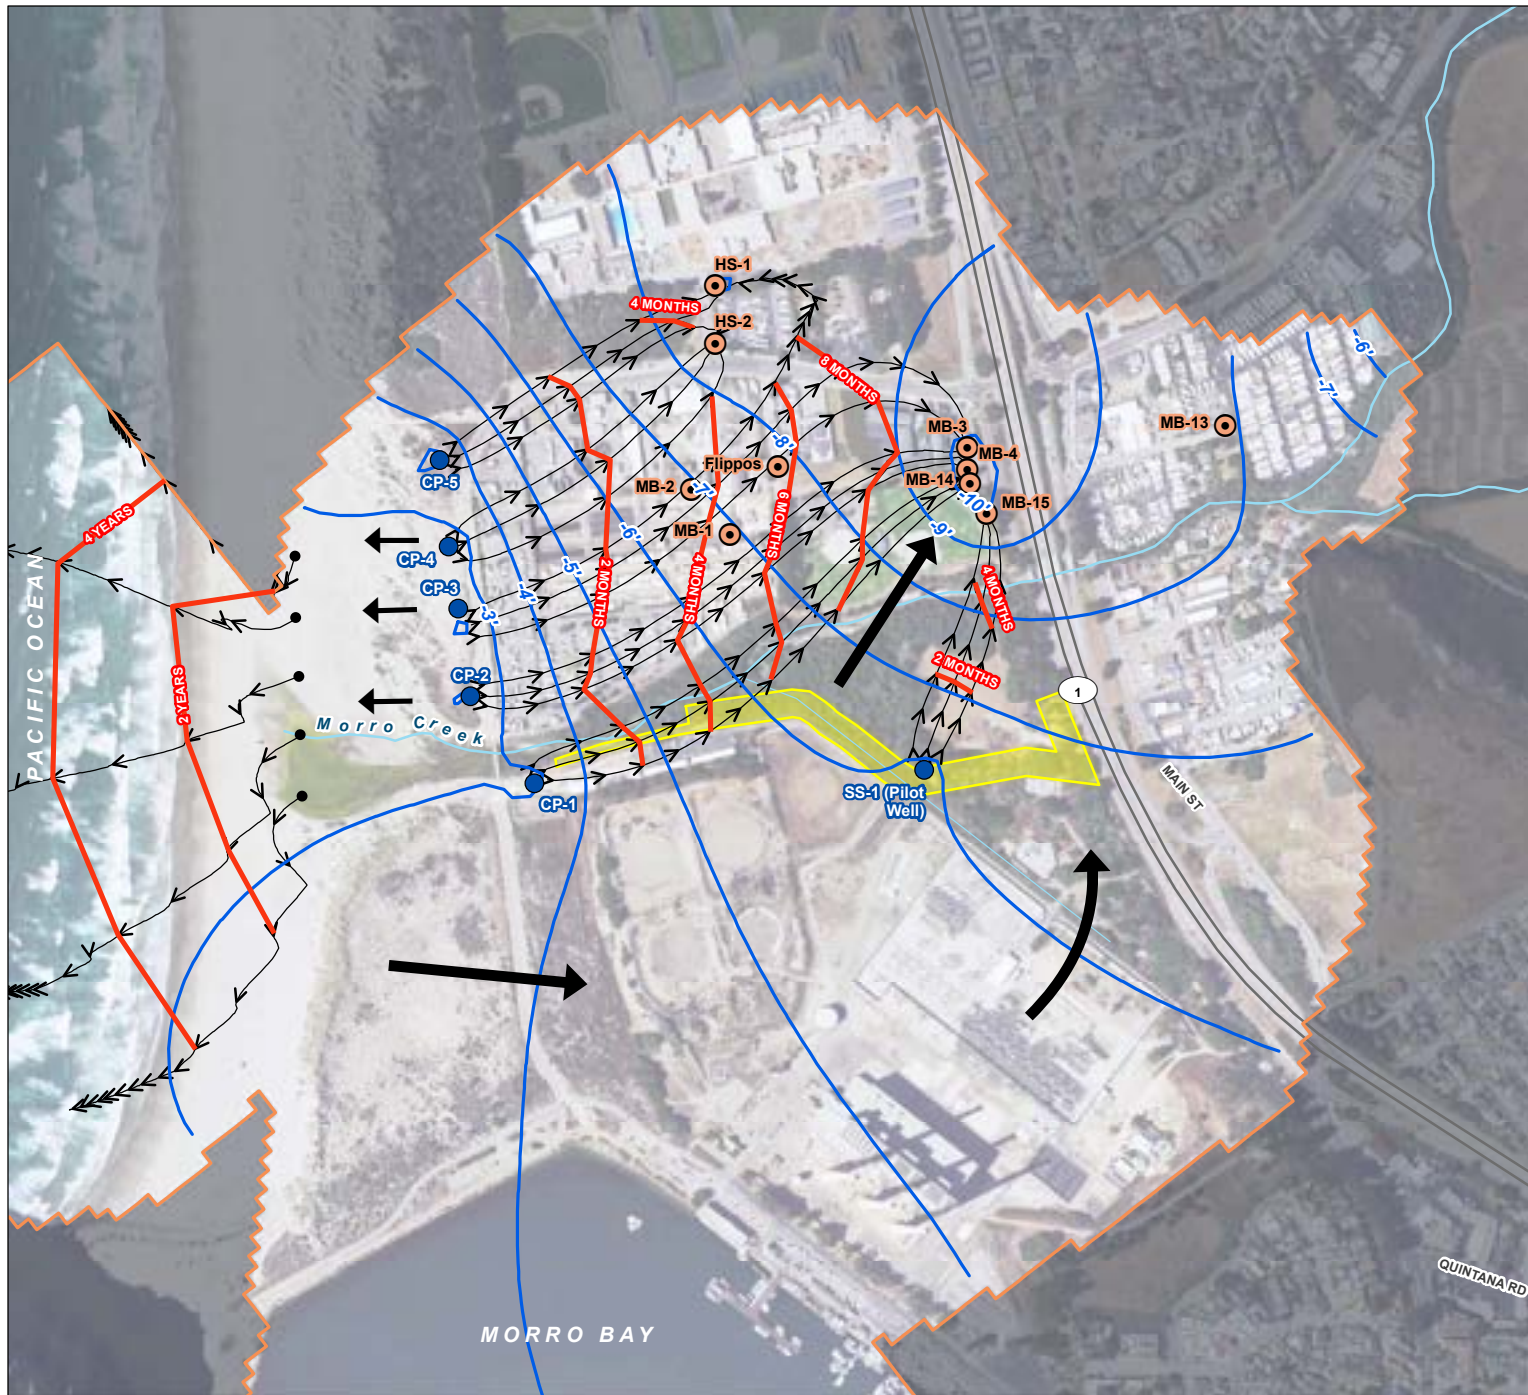 HS-1
4 MONTHS
HS-2
-6'
8 MONTHS
-7'
MB-13
MB-3
-8'
MB-4
Flippos
CP-5
MB-14
MB-2
-7'
-10'
MB-15
4 YEARS
6 MONTHS
-9'
-6'
MB-1
CP-4
-5'
PACIFIC OCEAN
CP-3
-4'
2 MONTHS
4 MONTHS
4 MONTHS
-3'
2 MONTHS
CP-2
2 YEARS
1
Morro Creek
MAIN ST
CP-1
SS-1 (Pilot
Well)
QUINTANA RD
MORRO BAY